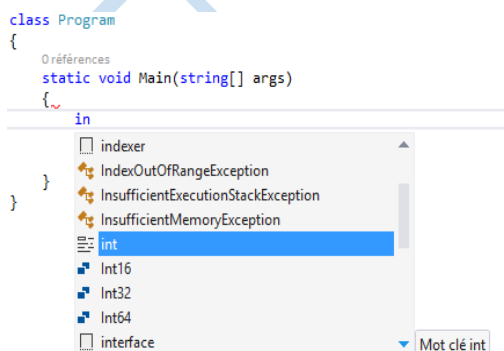 class Program
{
0 références
static void Main(string[] args)
{
in
indexer
IndexOutOfRangeException
InsufficientExecutionStackException
InsufficientMemoryException
int
Int16
Int32
Int64
interface
Mot clé int
}
}